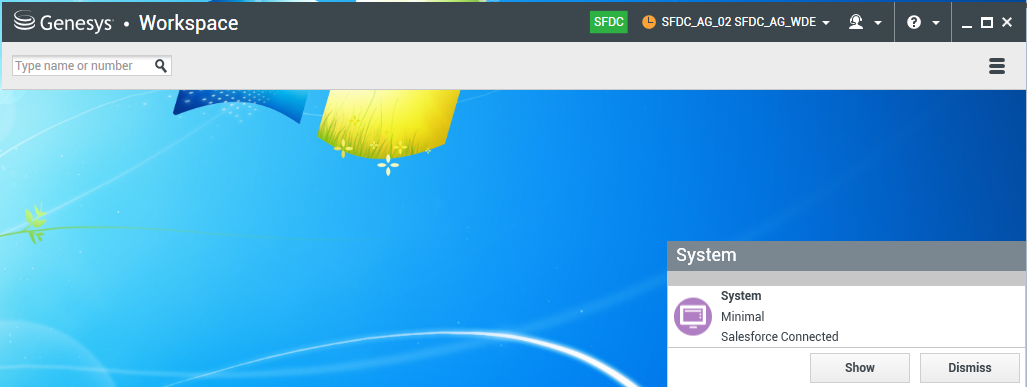 Genesys • Workspace SFDC SFDC_AG_02 SFDC_AG_WDE ?
Type name or number
System
System
Minimal
Salesforce Connected
Show Dismiss